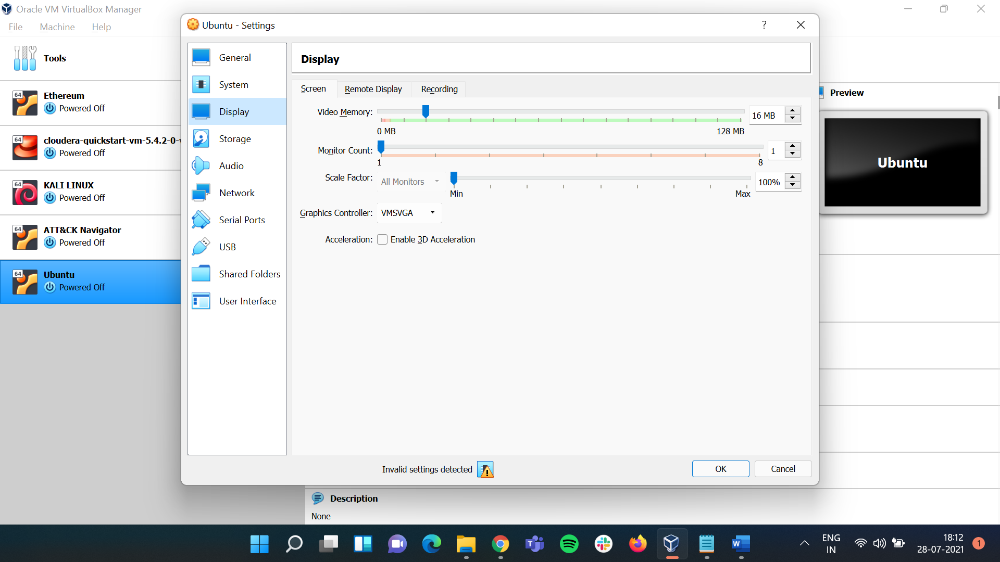 Oracle VM VirtualBox Manager
File Machine Help
Tools
64
Ethereum
Powered Off
64
cloudera-quickstart-vm-5.4.2-0-v
Powered Off
64
KALI LINUX
Powered Off
64
ATT&CK Navigator
Powered Off
64
Ubuntu
Powered Off
Ubuntu - Settings
?
General
System
Display
Storage
Audio
Network
Serial Ports
USB
Shared Folders
User Interface
Display
Screen Remote Display Recording
Video Memory: 16 MB
0 MB 128 MB
Monitor Count: 1
1 8
Scale Factor: All Monitors 100%
Min Max
Graphics Controller: VMSVGA
Acceleration: Enable 3D Acceleration
Invalid settings detected
OK Cancel
Preview
Ubuntu
Description
None
ENG
IN
18:12
28-07-2021
1